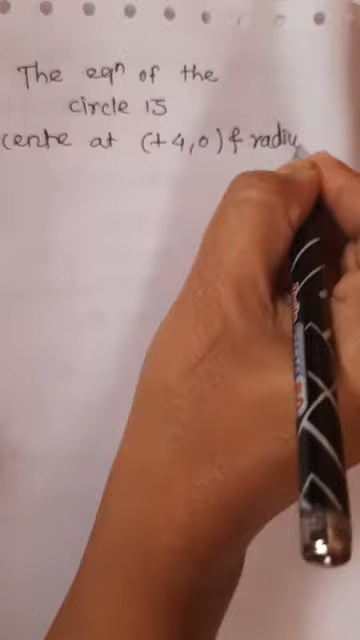 The eqn of the
circle is
centre at (+4,0) & radiu